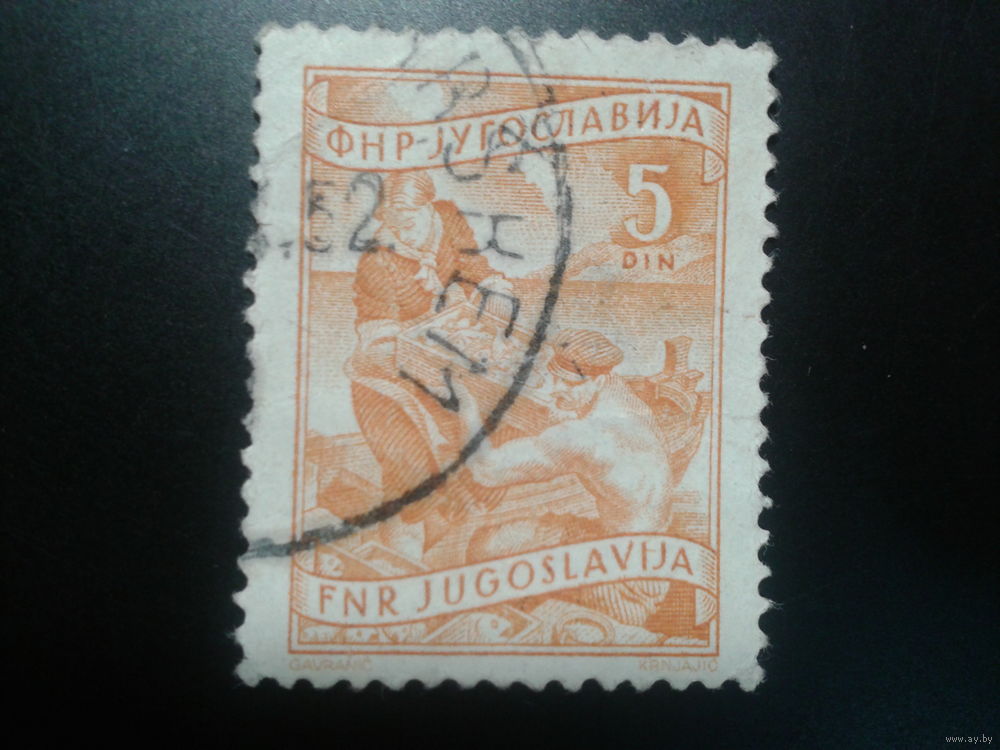 ФНР-ЈУГОСЛАВИЈА
5
DIN
FNR JUGOSLAVIJA
GAVRANIĆ KRNJAJIĆ
www.ay.by